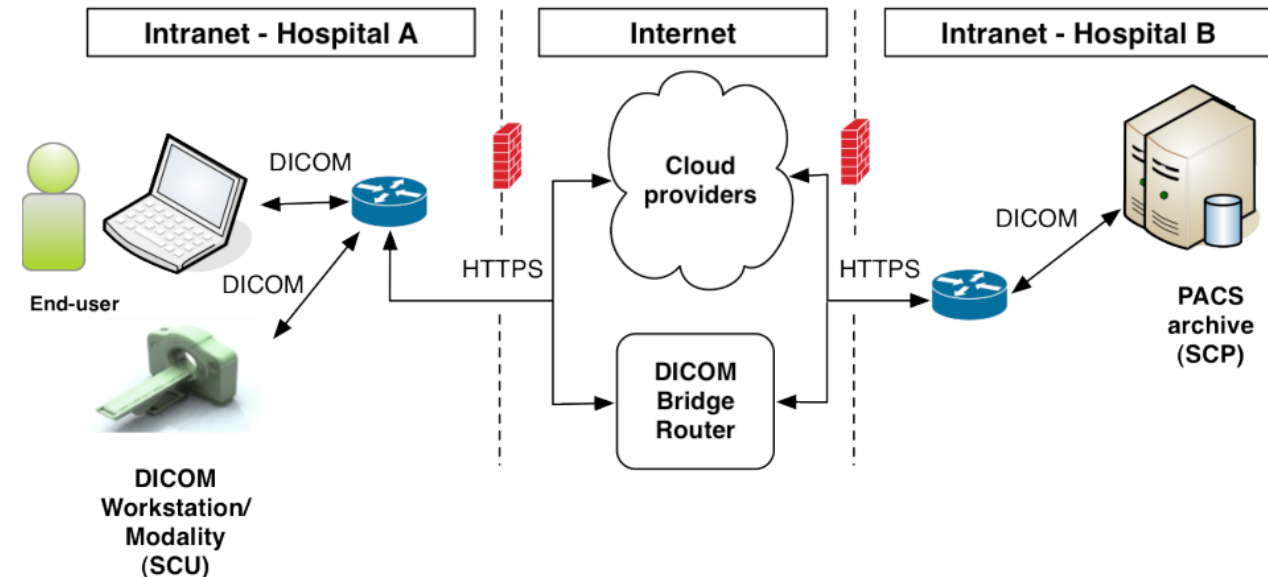 Intranet - Hospital A
Internet
Intranet - Hospital B
DICOM
DICOM
End-user
DICOM
Workstation/
Modality
(SCU)
HTTPS
Cloud
providers
DICOM
Bridge
Router
HTTPS
DICOM
PACS
archive
(SCP)